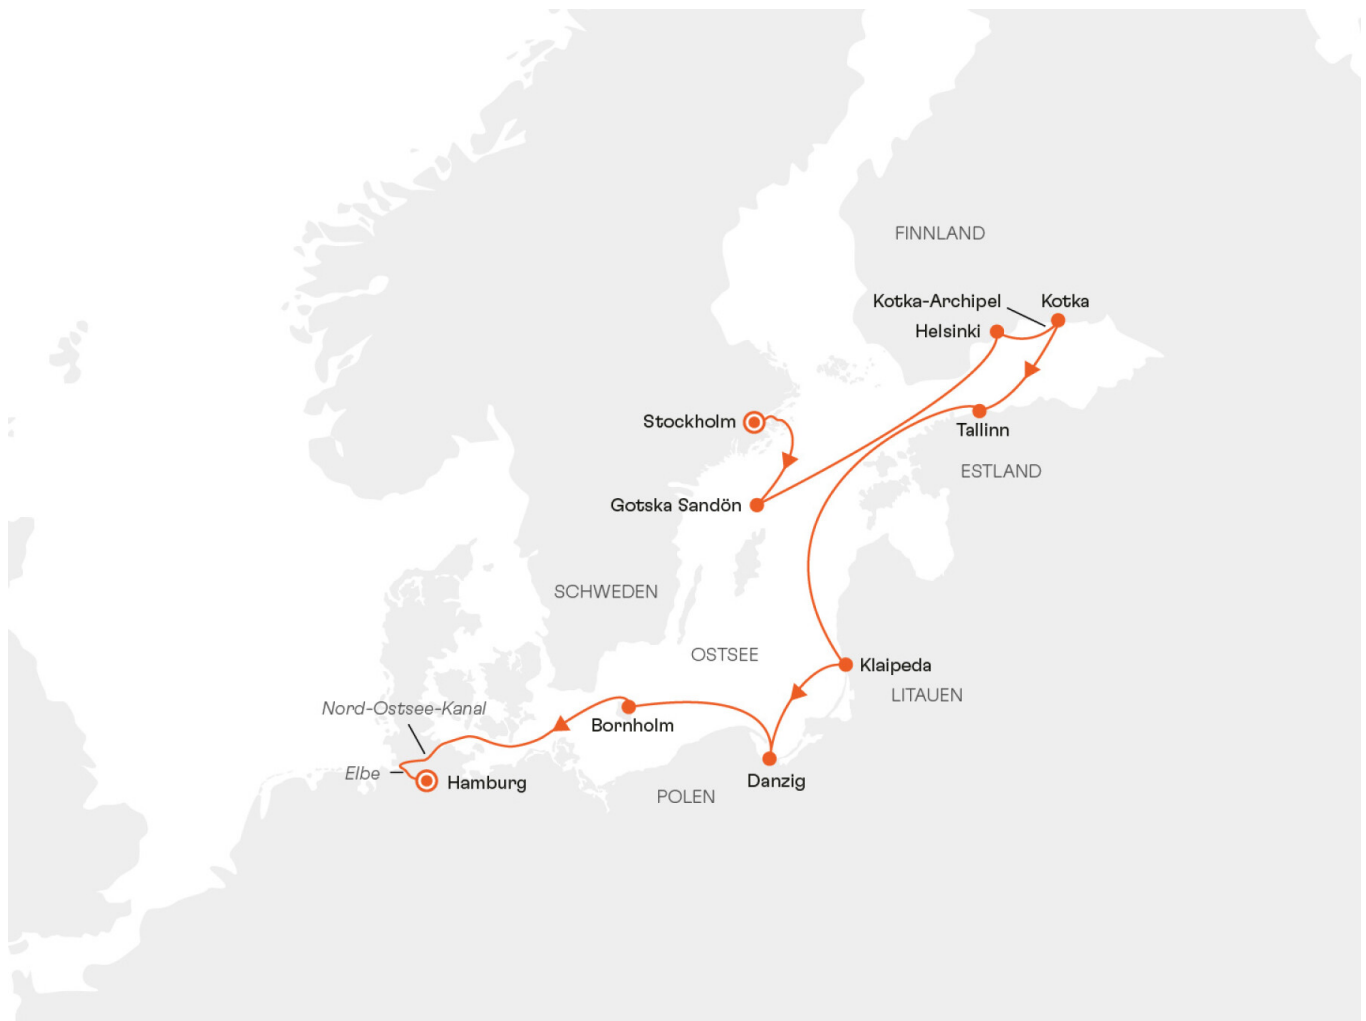 FINNLAND
Kotka-Archipel
Kotka
Helsinki
Stockholm
Tallinn
ESTLAND
Gotska Sandön
SCHWEDEN
OSTSEE
Klaipeda
LITAUEN
Nord-Ostsee-Kanal
Bornholm
Elbe
Hamburg
Danzig
POLEN